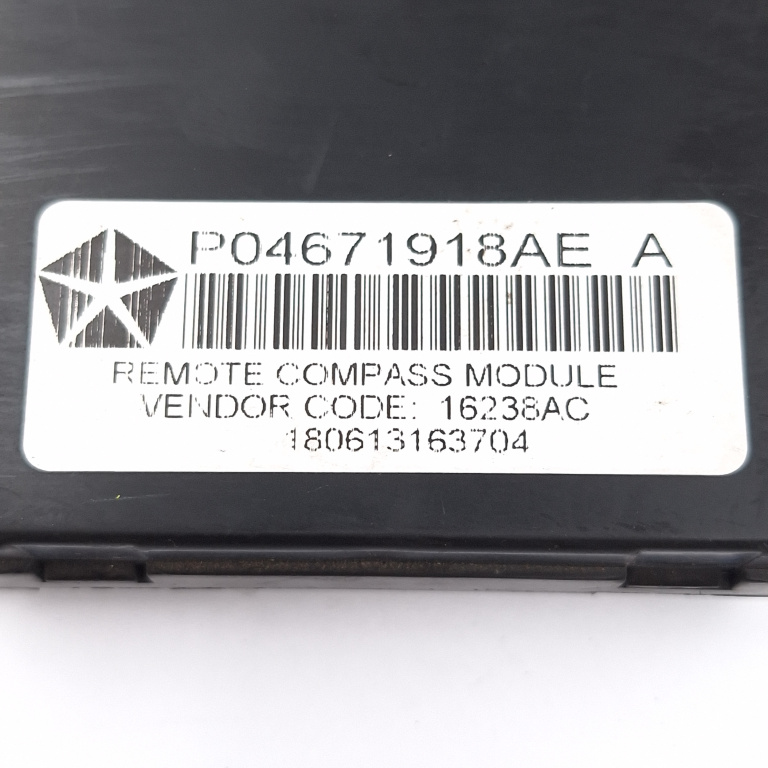 P04671918AE A
REMOTE COMPASS MODULE
VENDOR CODE: 16238AC
180613163704